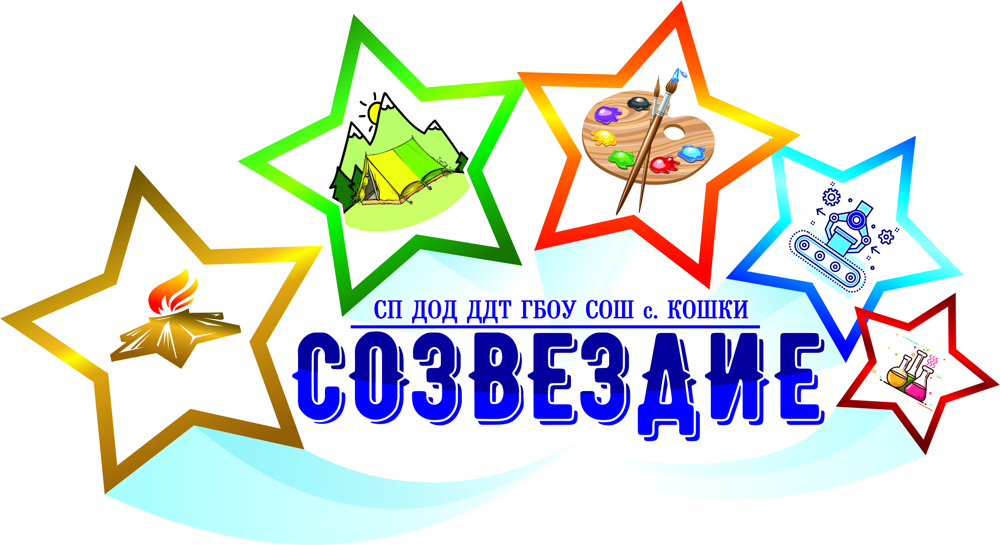 СП ДОД ДДТ ГБОУ СОШ с. КОШКИ
СОЗВЕЗДИЕ